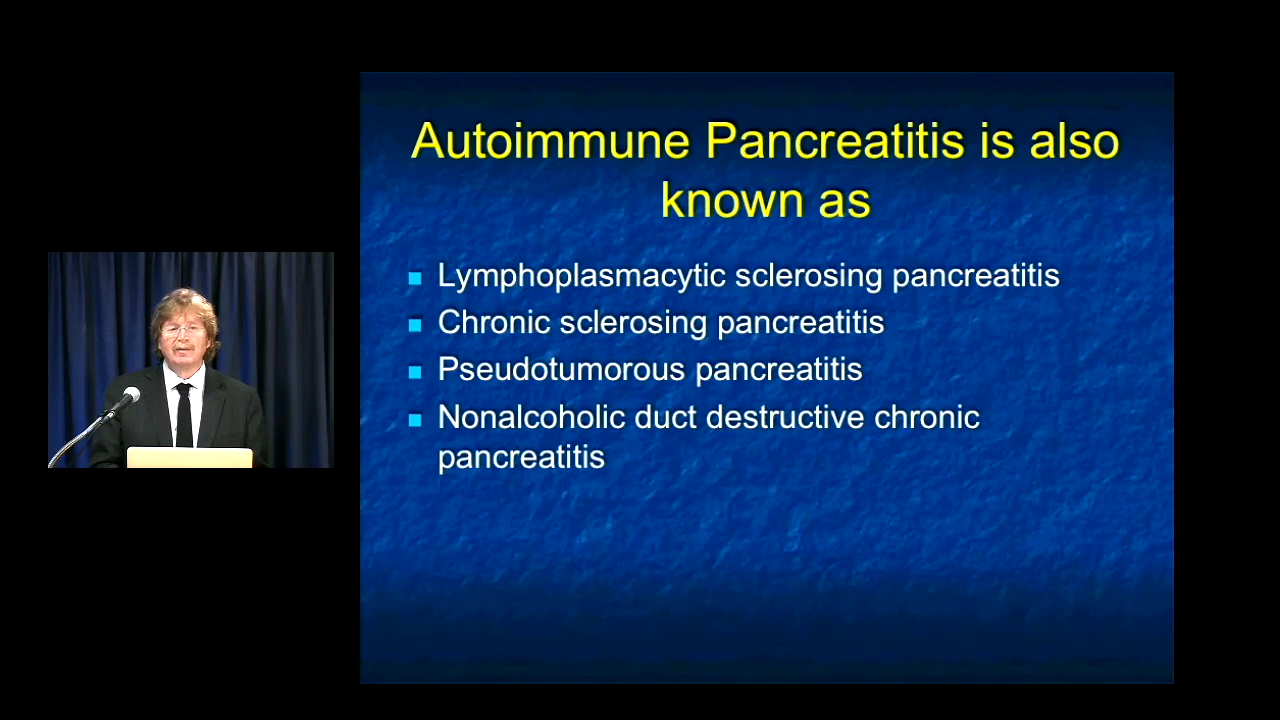 Autoimmune Pancreatitis is also
known as
Lymphoplasmacytic sclerosing pancreatitis
Chronic sclerosing pancreatitis
Pseudotumorous pancreatitis
Nonalcoholic duct destructive chronic
pancreatitis